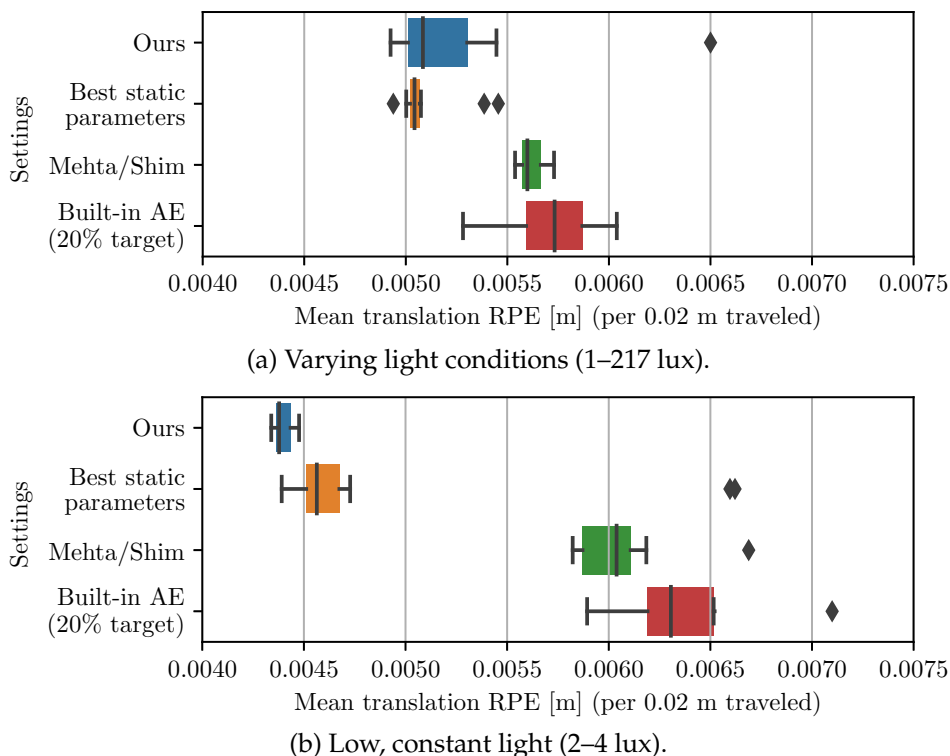 Settings
Ours
Best static
parameters
Mehta/Shim
Built-in AE
(20% target)
0.0040 0.0045 0.0050 0.0055 0.0060 0.0065 0.0070 0.0075
Mean translation RPE [m] (per 0.02 m traveled)
(a) Varying light conditions (1–217 lux).
Settings
Ours
Best static
parameters
Mehta/Shim
Built-in AE
(20% target)
0.0040 0.0045 0.0050 0.0055 0.0060 0.0065 0.0070 0.0075
Mean translation RPE [m] (per 0.02 m traveled)
(b) Low, constant light (2–4 lux).